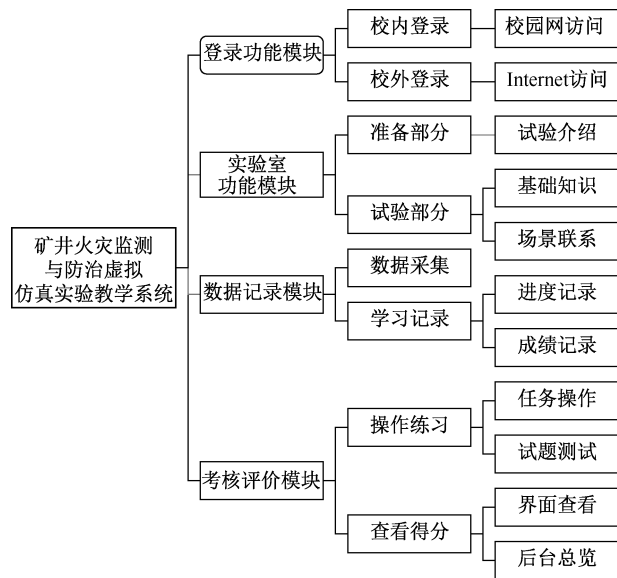 矿井火灾监测
与防治虚拟
仿真实验教学系统
登录功能模块
校内登录
校园网访问
校外登录
Internet访问
实验室
功能模块
准备部分
试验介绍
试验部分
基础知识
场景联系
数据记录模块
数据采集
学习记录
进度记录
成绩记录
考核评价模块
操作练习
任务操作
试题测试
查看得分
界面查看
后台总览